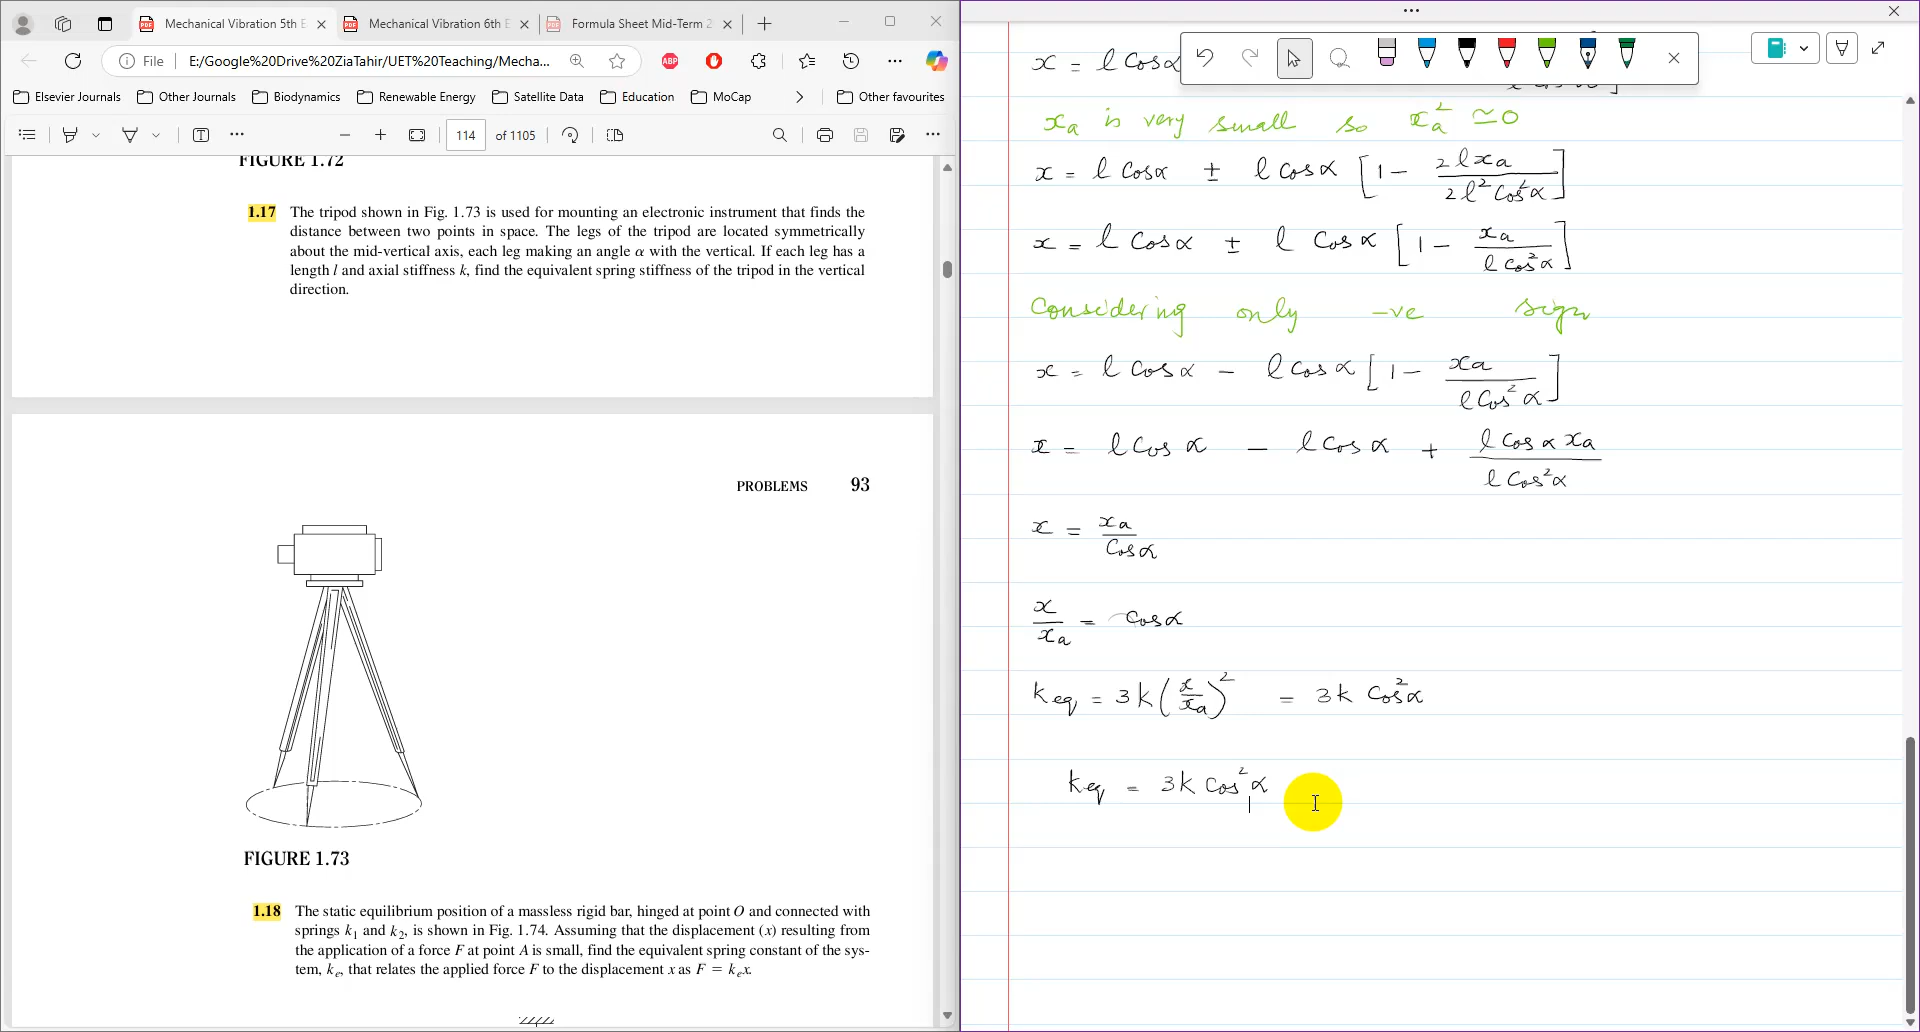 Mechanical Vibration 5th E
Mechanical Vibration 6th E
Formula Sheet Mid-Term 2
File
E:/Google%20Drive%20ZiaTahir/UET%20Teaching/Mecha...
ABP
Elsevier Journals
Other Journals
Biodynamics
Renewable Energy
Satellite Data
Education
MoCap
Other favourites
114 of 1105
FIGURE 1.72
1.17 The tripod shown in Fig. 1.73 is used for mounting an electronic instrument that finds the
distance between two points in space. The legs of the tripod are located symmetrically
about the mid-vertical axis, each leg making an angle α with the vertical. If each leg has a
length l and axial stiffness k, find the equivalent spring stiffness of the tripod in the vertical
direction.
PROBLEMS 93
FIGURE 1.73
1.18 The static equilibrium position of a massless rigid bar, hinged at point O and connected with
springs k₁ and k₂, is shown in Fig. 1.74. Assuming that the displacement (x) resulting from
the application of a force F at point A is small, find the equivalent spring constant of the sys-
tem, kₑ, that relates the applied force F to the displacement x as F = kₑx.
x = l Cosα
xₐ is very small so xₐ² ≃ 0
x = l Cosα ± l Cosα [1 - 2lxₐ / 2l² Cos²α]
x = l Cosα ± l Cosα [1 - xₐ / l Cos²α]
Considering only -ve sign
x = l Cosα - l Cosα [1 - xₐ / l Cos²α]
x = l Cosα - l Cosα + l Cosα xₐ / l Cos²α
x = xₐ / Cosα
x / xₐ = Cosα
k eq = 3k (x / xₐ)² = 3k Cos²α
k eq = 3k Cos²α